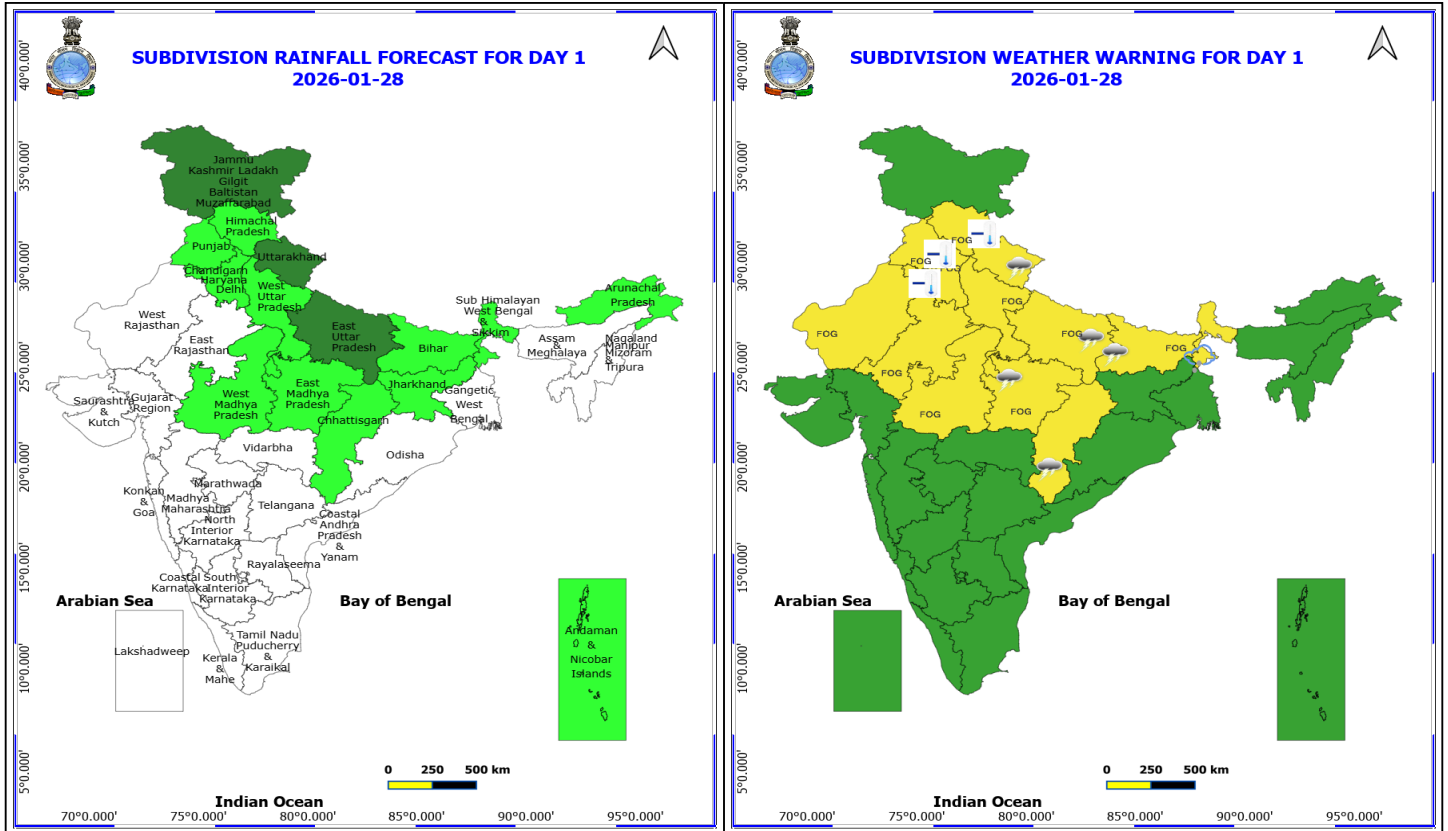 SUBDIVISION RAINFALL FORECAST FOR DAY 1
2026-01-28
40°0.000'
35°0.000'
30°0.000'
25°0.000'
20°0.000'
15°0.000'
10°0.000'
5°0.000'
Jammu
Kashmir Ladakh
Gilgit
Baltistan
Muzaffarabad
Himachal
Pradesh
Punjab
Uttarakhand
Chandigarh
Haryana
Delhi
West
Uttar
Pradesh
West
Rajasthan
East
Rajasthan
East
Uttar
Pradesh
Bihar
Sub Himalayan
West Bengal
&
Sikkim
Arunachal
Pradesh
Assam
&
Meghalaya
Nagaland
Manipur
Mizoram
&
Tripura
Saurashtra
&
Kutch
Gujarat
Region
West
Madhya
Pradesh
East
Madhya
Pradesh
Jharkhand
Gangetic
West
Bengal
Chhattisgarh
Vidarbha
Odisha
Konkan
&
Goa
Marathwada
Madhya
Maharashtra
Telangana
North
Interior
Karnataka
Coastal
Andhra
Pradesh
&
Yanam
Rayalaseema
Coastal
Karnataka
South
Interior
Karnataka
Arabian Sea
Bay of Bengal
Lakshadweep
Kerala
&
Mahe
Tamil Nadu
Puducherry
&
Karaikal
Andaman
&
Nicobar
Islands
0 250 500 km
Indian Ocean
70°0.000' 75°0.000' 80°0.000' 85°0.000' 90°0.000' 95°0.000'
SUBDIVISION WEATHER WARNING FOR DAY 1
2026-01-28
40°0.000'
35°0.000'
30°0.000'
25°0.000'
20°0.000'
15°0.000'
10°0.000'
5°0.000'
FOG
FOG
FOG
FOG
FOG
FOG
FOG
FOG
FOG
FOG
Arabian Sea
Bay of Bengal
0 250 500 km
Indian Ocean
70°0.000' 75°0.000' 80°0.000' 85°0.000' 90°0.000' 95°0.000'